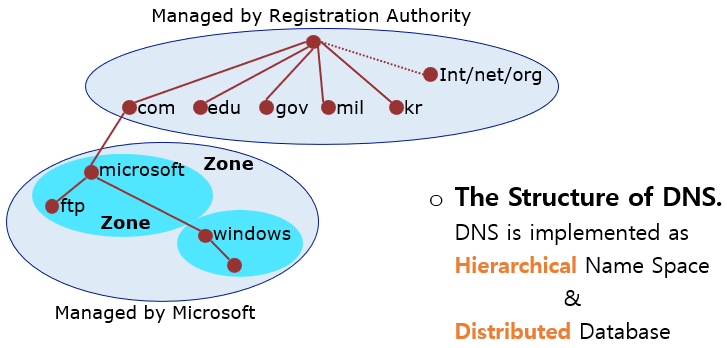 Managed by Registration Authority
Int/net/org
com edu gov mil kr
Zone
microsoft
ftp
Zone
windows
Managed by Microsoft
o The Structure of DNS.
DNS is implemented as
Hierarchical Name Space
&
Distributed Database